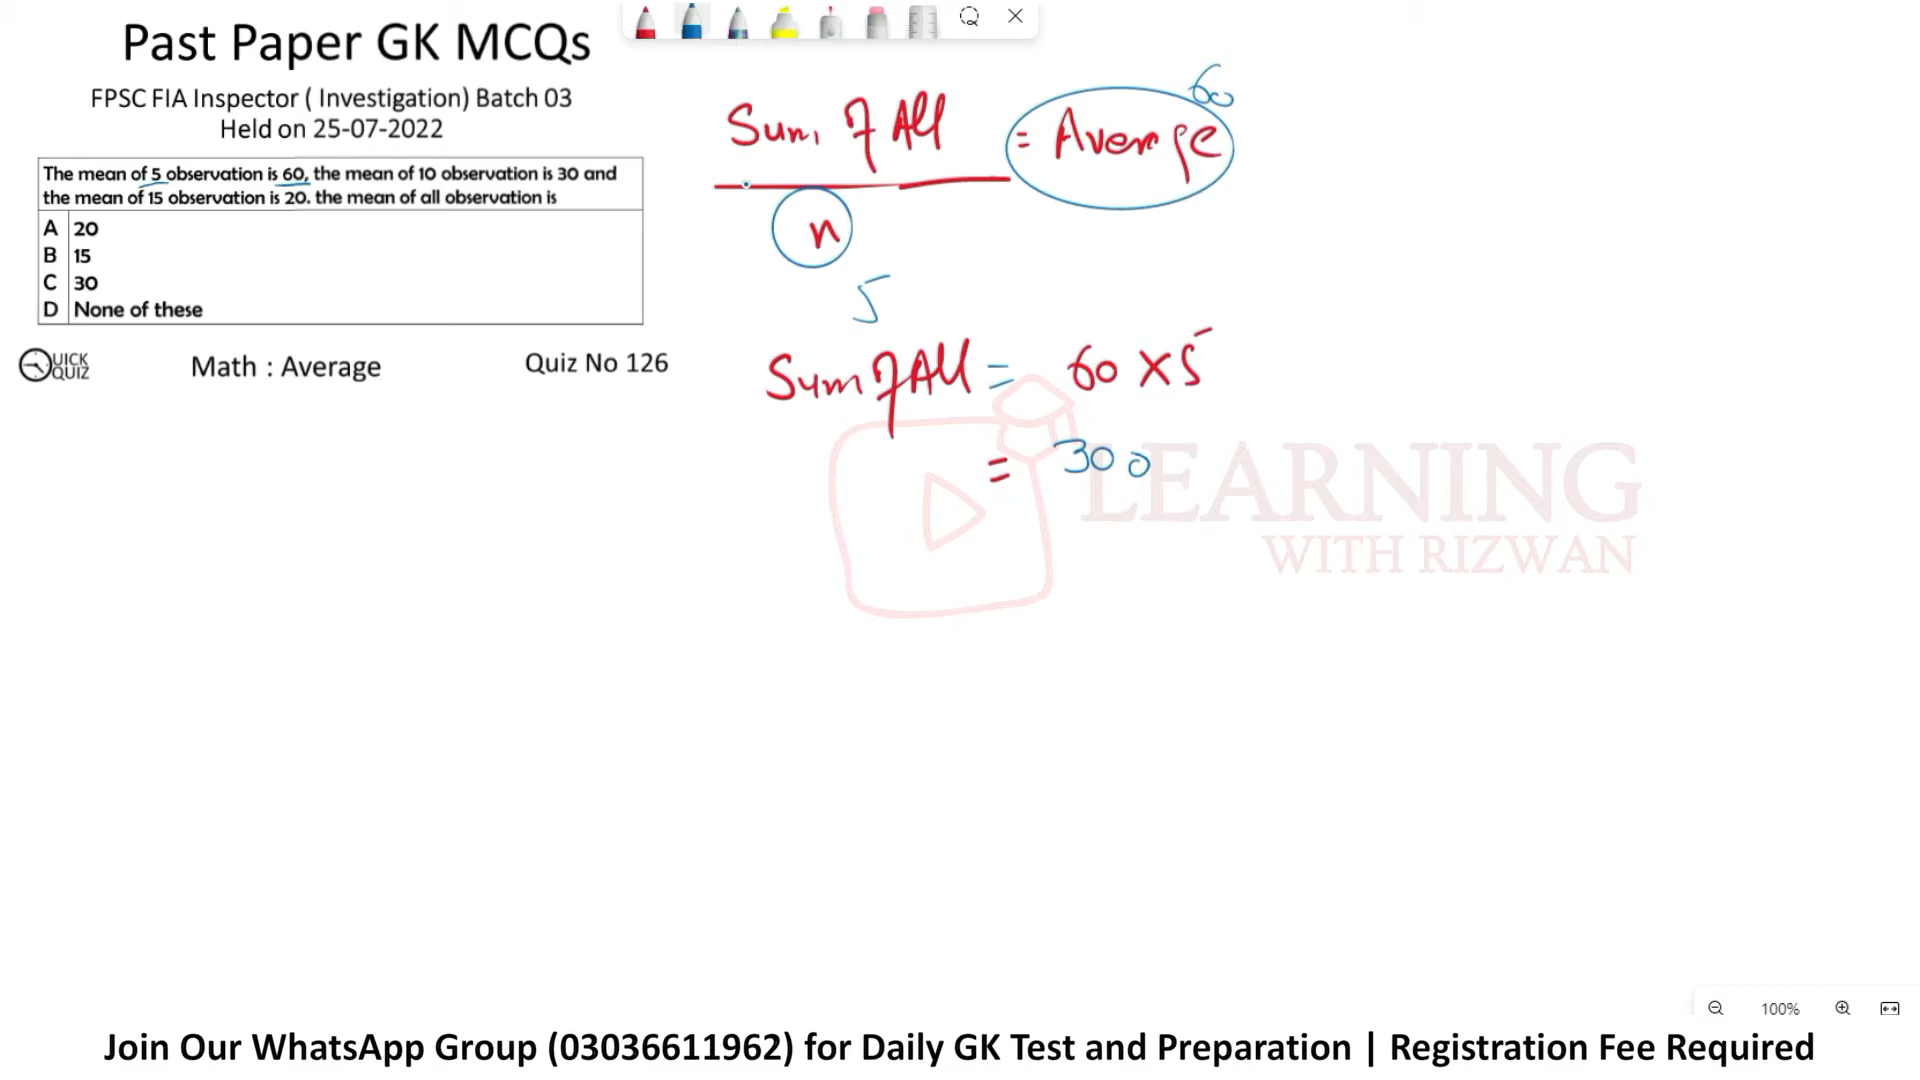 Past Paper GK MCQs
FPSC FIA Inspector ( Investigation) Batch 03
Held on 25-07-2022
The mean of 5 observation is 60, the mean of 10 observation is 30 and
the mean of 15 observation is 20. the mean of all observation is
A 20
B 15
C 30
D None of these
QUICK
QUIZ
Math : Average
Quiz No 126
60
Sum of All = Average
n
5
Sum of All = 60 X 5
= 300
LEARNING
WITH RIZWAN
100%
Join Our WhatsApp Group (03036611962) for Daily GK Test and Preparation | Registration Fee Required